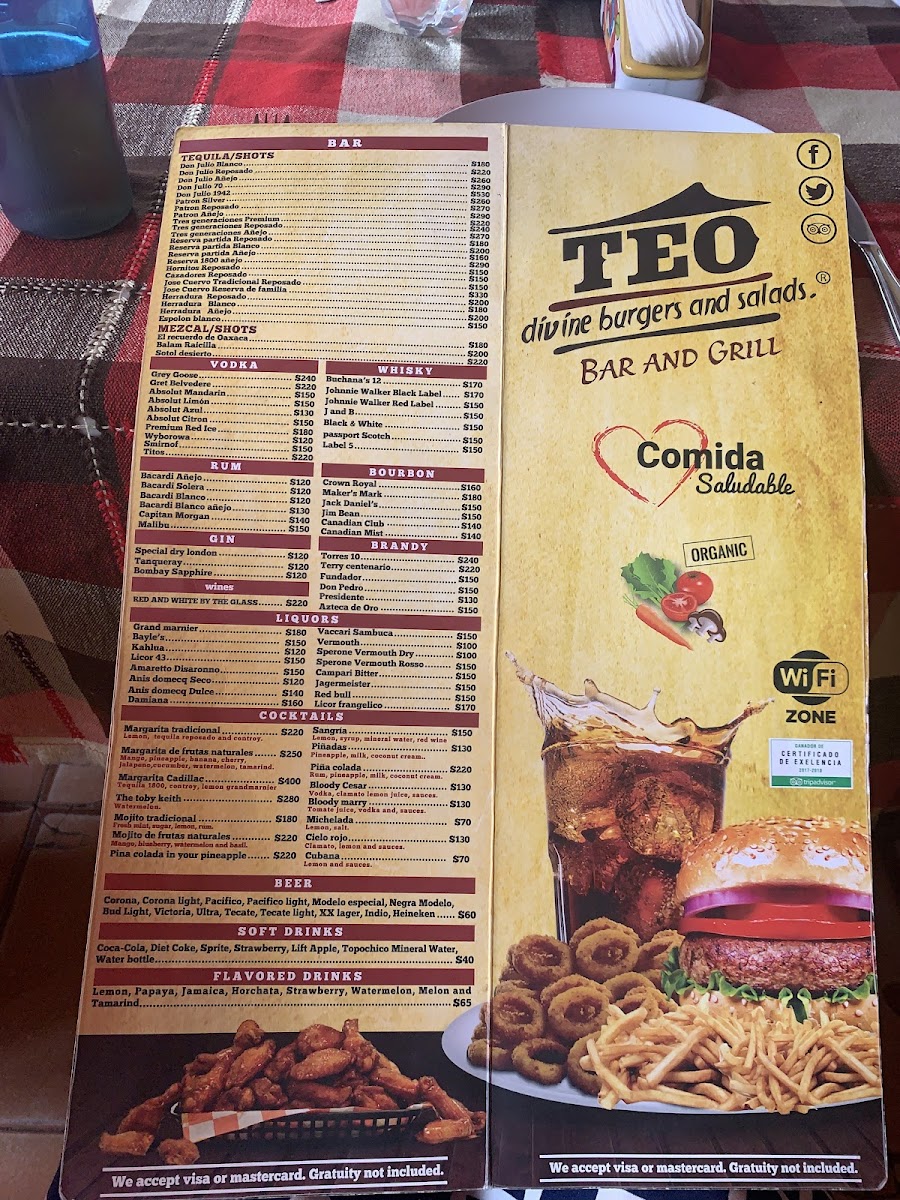 BAR
TEQUILA/SHOTS
Don Julio Blanco $180
Don Julio Reposado $220
Don Julio Añejo $260
Don Julio 70 $290
Don Julio 1942 $530
Patron Silver $260
Patron Reposado $270
Patron Añejo $290
Tres generaciones Premium $220
Tres generaciones Reposado $240
Tres generaciones Añejo $270
Reserva partida Reposado $180
Reserva partida Blanco $200
Reserva partida Añejo $160
Reserva 1800 añejo $290
Hornitos Reposado $150
Cazadores Reposado $150
Jose Cuervo Tradicional Reposado $150
Jose Cuervo Reserva de familia $330
Herradura Reposado $200
Herradura Blanco $180
Herradura Añejo $200
Espolon blanco $150
MEZCAL/SHOTS
El recuerdo de Oaxaca $180
Balam Raicilla $200
Sotol desierto $220
VODKA
Grey Goose $240
Gret Belvedere $220
Absolut Mandarin $150
Absolut Limón $150
Absolut Azul $130
Absolut Citron $150
Premium Red Ice $180
Wyborowa $120
Smirnof $150
Titos $220
WHISKY
Buchana's 12 $170
Johnnie Walker Black Label $170
Johnnie Walker Red Label $150
J and B $150
Black & White $150
passport Scotch $150
Label 5 $150
RUM
Bacardi Añejo $120
Bacardi Solera $120
Bacardi Blanco $120
Bacardi Blanco añejo $130
Capitan Morgan $140
Malibu $150
BOURBON
Crown Royal $160
Maker's Mark $180
Jack Daniel's $150
Jim Bean $150
Canadian Club $140
Canadian Mist $140
GIN
Special dry london $120
Tanqueray $120
Bombay Sapphire $120
BRANDY
Torres 10 $240
Terry centenario $220
Fundador $150
Don Pedro $150
Presidente $130
Azteca de Oro $150
wines
RED AND WHITE BY THE GLASS $220
LIQUORS
Grand marnier $180
Bayle's $150
Kahlua $120
Licor 43 $150
Amaretto Disaronno $150
Anis domecq Seco $120
Anis domecq Dulce $140
Damiana $160
Vaccari Sambuca $150
Vermouth $100
Sperone Vermouth Dry $100
Sperone Vermouth Rosso $150
Campari Bitter $150
Jagermeister $150
Red bull $150
Licor frangelico $170
COCKTAILS
Margarita tradicional $220
Lemon, tequila reposado and controy.
Margarita de frutas naturales $250
Mango, pineapple, banana, cherry,
jalapeno,cucumber, watermelon, tamarind.
Margarita Cadillac $400
Tequila 1800, controy, lemon grandmarnier
The toby keith $280
Watermelon.
Mojito tradicional $180
Fresh mint, sugar, lemon, rum.
Mojito de frutas naturales $220
Mango, blueberry, watermelon and basil.
Pina colada in your pineapple $220
Sangria $150
Lemon, syrup, mineral water, red wine
Piñadas $130
Pineapple, milk, coconut cream..
Piña colada $220
Rum, pineapple, milk, coconut cream.
Bloody Cesar $130
Vodka, clamato lemon juice, sauces.
Bloody marry $130
Tomate juice, vodka and, sauces.
Michelada $70
Lemon, salt.
Cielo rojo $130
Clamato, lemon and sauces.
Cubana $70
Lemon and sauces.
BEER
Corona, Corona light, Pacifico, Pacifico light, Modelo especial, Negra Modelo,
Bud Light, Victoria, Ultra, Tecate, Tecate light, XX lager, Indio, Heineken $60
SOFT DRINKS
Coca-Cola, Diet Coke, Sprite, Strawberry, Lift Apple, Topochico Mineral Water,
Water bottle $40
FLAVORED DRINKS
Lemon, Papaya, Jamaica, Horchata, Strawberry, Watermelon, Melon and
Tamarind $65
We accept visa or mastercard. Gratuity not included.
TEO
divine burgers and salads. ®
BAR AND GRILL
Comida
Saludable
ORGANIC
WiFi
ZONE
GANADOR DE
CERTIFICADO
DE EXELENCIA
2017-2018
tripadvisor
We accept visa or mastercard. Gratuity not included.